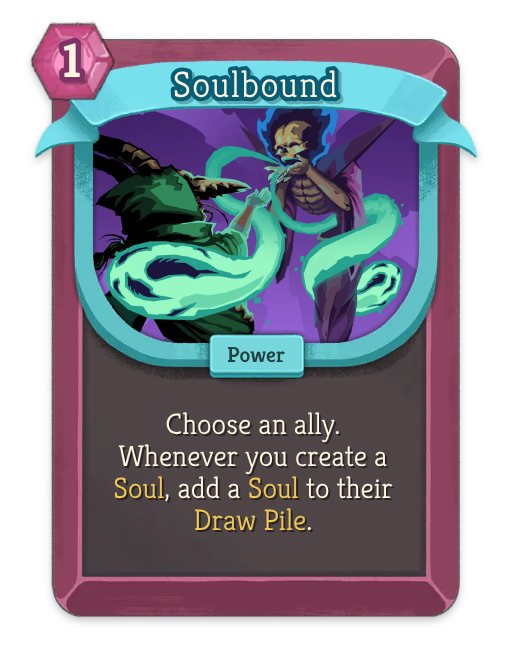 1
Soulbound
Power
Choose an ally.
Whenever you create a
Soul, add a Soul to their
Draw Pile.